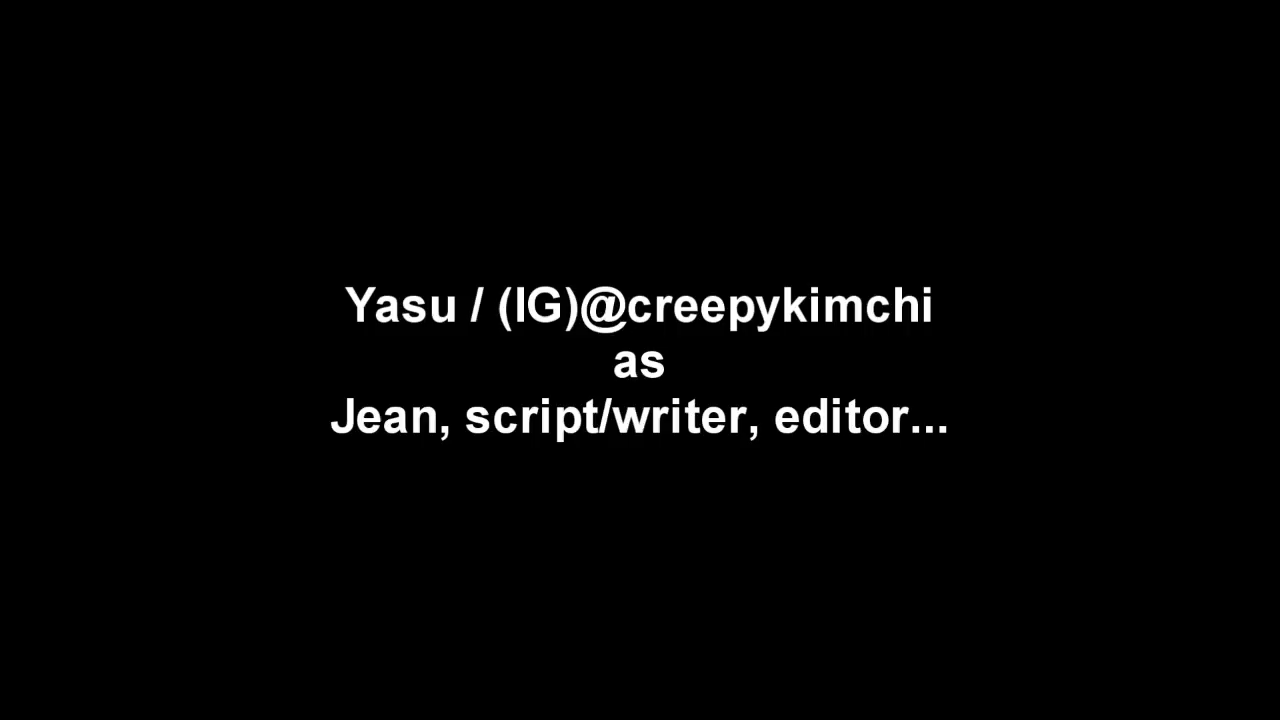 Yasu / (IG)@creepykimchi
as
Jean, script/writer, editor...